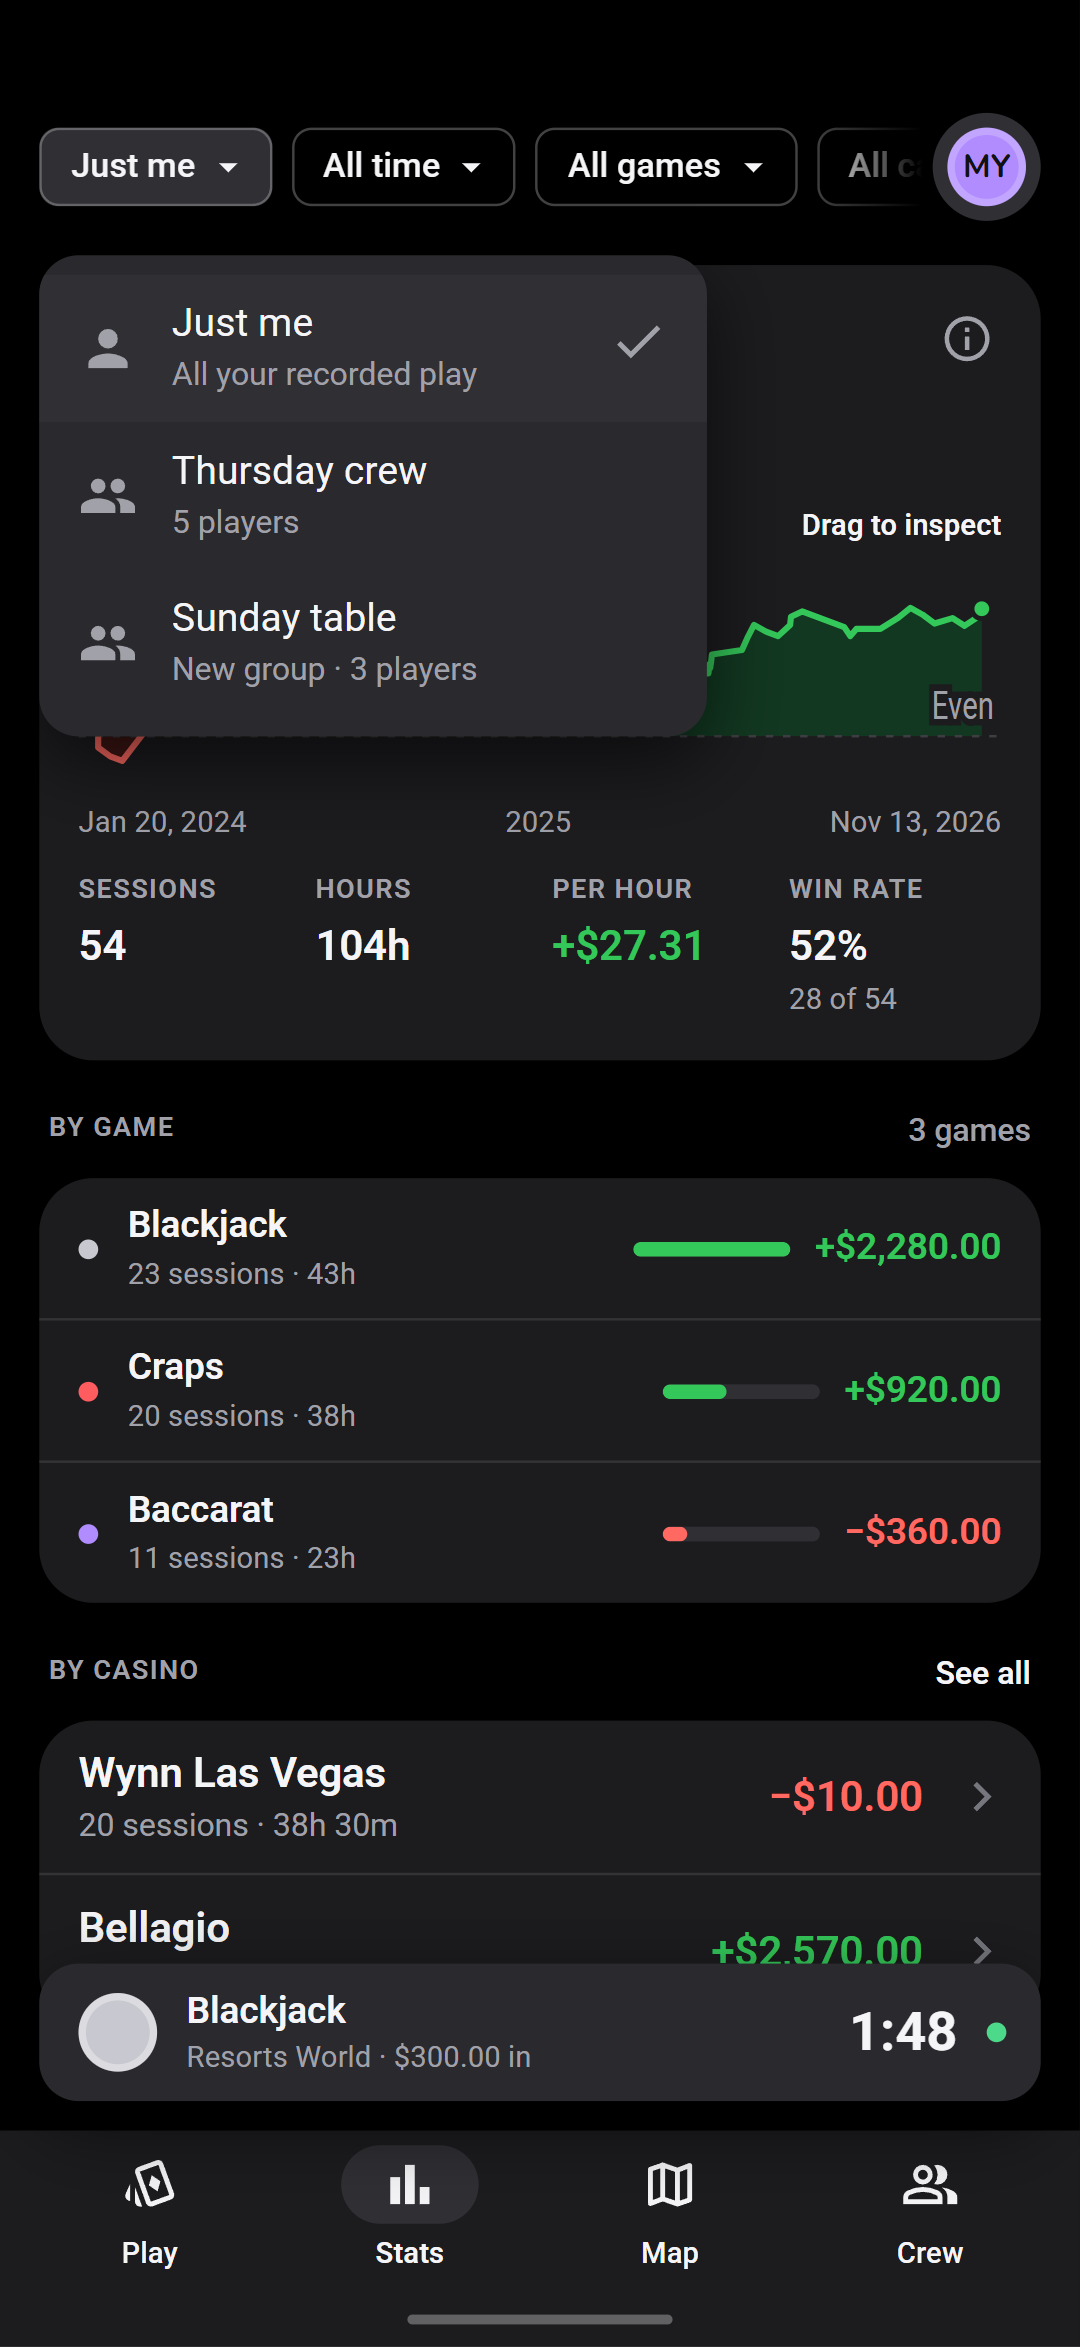 Just me
All time
All games
All ca
MY
Just me
All your recorded play
Thursday crew
5 players
Sunday table
New group · 3 players
Drag to inspect
Even
Jan 20, 2024
2025
Nov 13, 2026
SESSIONS
HOURS
PER HOUR
WIN RATE
54
104h
+$27.31
52%
28 of 54
BY GAME
3 games
Blackjack
23 sessions · 43h
+$2,280.00
Craps
20 sessions · 38h
+$920.00
Baccarat
11 sessions · 23h
−$360.00
BY CASINO
See all
Wynn Las Vegas
20 sessions · 38h 30m
−$10.00
Bellagio
+$2,570.00
Blackjack
Resorts World · $300.00 in
1:48
Play
Stats
Map
Crew